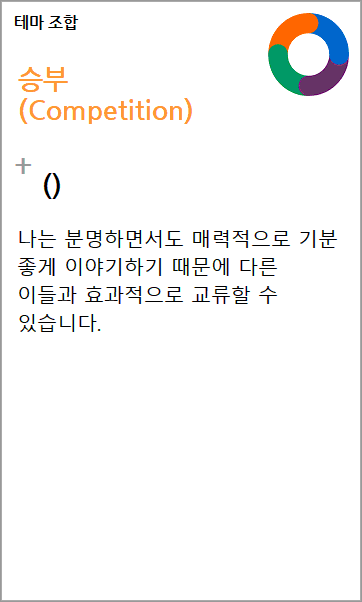 테마 조합
승부
(Competition)
+
()
나는 분명하면서도 매력적으로 기분
좋게 이야기하기 때문에 다른
이들과 효과적으로 교류할 수
있습니다.